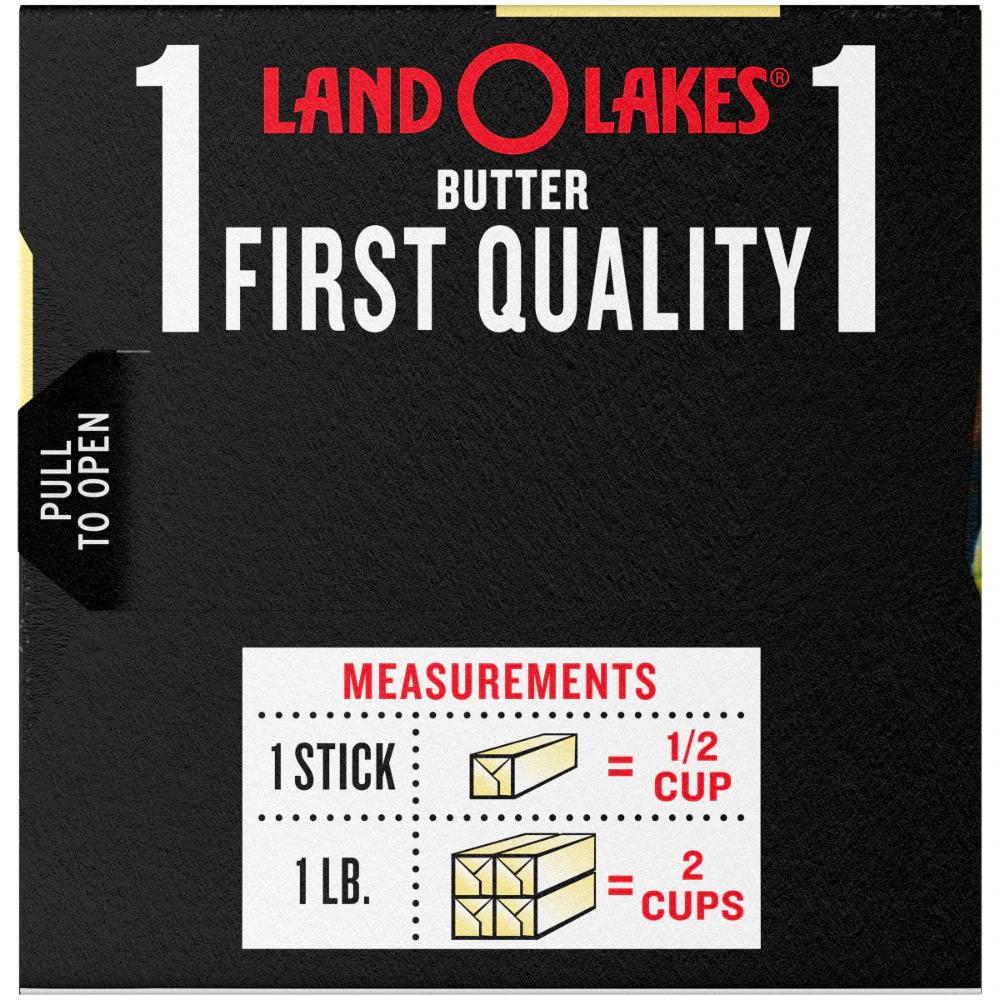 1 LAND O LAKES® 1
BUTTER
FIRST QUALITY
PULL
TO OPEN
MEASUREMENTS
1 STICK = 1/2 CUP
1 LB. = 2 CUPS